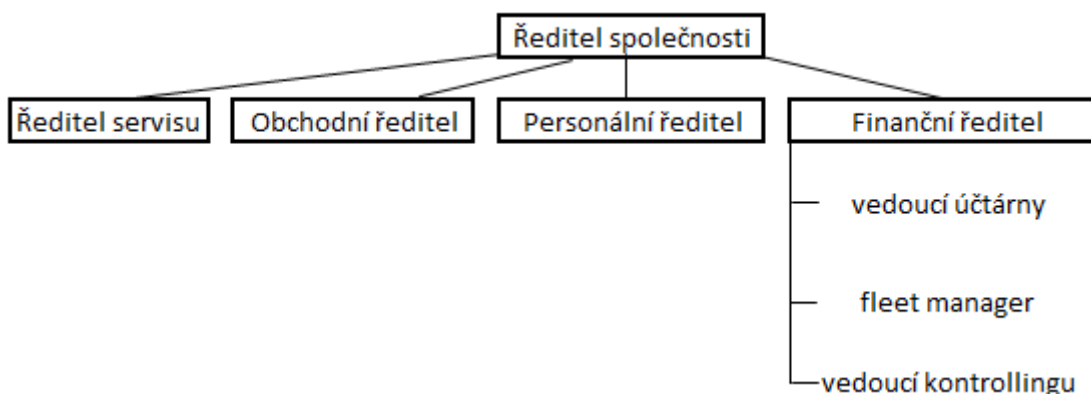 Ředitel společnosti
Ředitel servisu
Obchodní ředitel
Personální ředitel
Finanční ředitel
vedoucí účtárny
fleet manager
vedoucí kontrollingu